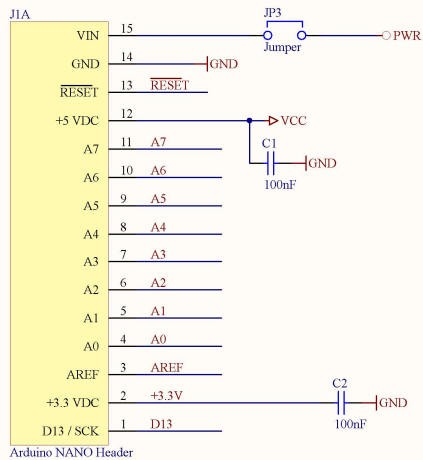 J1A
JP3
VIN 15 Jumper PWR
GND 14 GND
RESET 13 RESET
+5 VDC 12 VCC
A7 11 A7 C1 GND
100nF
A6 10 A6
A5 9 A5
A4 8 A4
A3 7 A3
A2 6 A2
A1 5 A1
A0 4 A0
AREF 3 AREF
+3.3 VDC 2 +3.3V C2 GND
100nF
D13 / SCK 1 D13
Arduino NANO Header